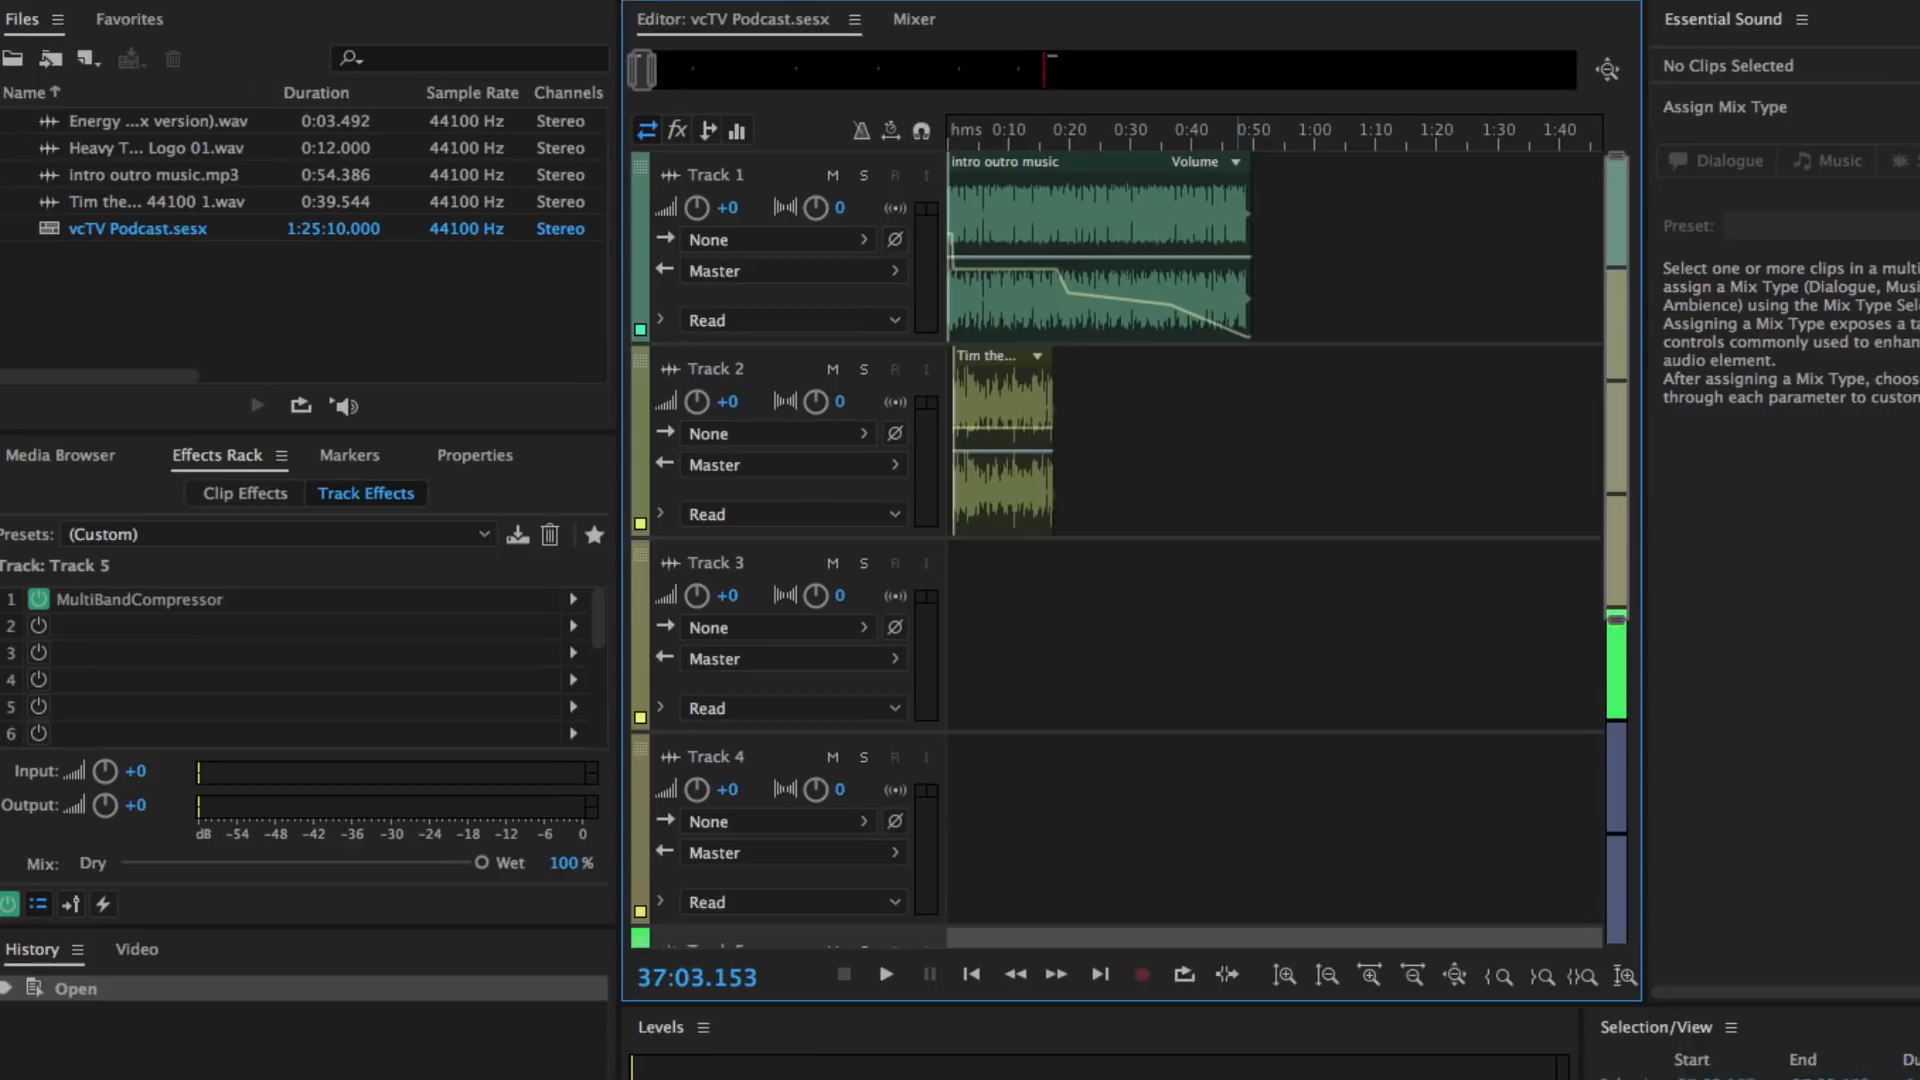 Files
Favorites
Name
Duration
Sample Rate
Channels
Energy ...x version).wav 0:03.492 44100 Hz Stereo
Heavy T... Logo 01.wav 0:12.000 44100 Hz Stereo
intro outro music.mp3 0:54.386 44100 Hz Stereo
Tim the... 44100 1.wav 0:39.544 44100 Hz Stereo
vcTV Podcast.sesx 1:25:10.000 44100 Hz Stereo
Media Browser
Effects Rack
Markers
Properties
Clip Effects
Track Effects
Presets: (Custom)
Track: Track 5
1 MultiBandCompressor
2
3
4
5
6
Input: +0
Output: +0
dB -54 -48 -42 -36 -30 -24 -18 -12 -6 0
Mix: Dry Wet 100 %
History
Video
Open
Editor: vcTV Podcast.sesx
Mixer
fx
hms 0:10 0:20 0:30 0:40 0:50 1:00 1:10 1:20 1:30 1:40
Track 1 M S R I
+0 0
None
Master
Read
intro outro music Volume
Track 2 M S R I
+0 0
None
Master
Read
Tim the...
Track 3 M S R I
+0 0
None
Master
Read
Track 4 M S R I
+0 0
None
Master
Read
37:03.153
Levels
Essential Sound
No Clips Selected
Assign Mix Type
Dialogue
Music
Preset:
Select one or more clips in a multi
assign a Mix Type (Dialogue, Musi
Ambience) using the Mix Type Sel
Assigning a Mix Type exposes a ta
controls commonly used to enhan
audio element.
After assigning a Mix Type, choos
through each parameter to custon
Selection/View
Start
End
Du